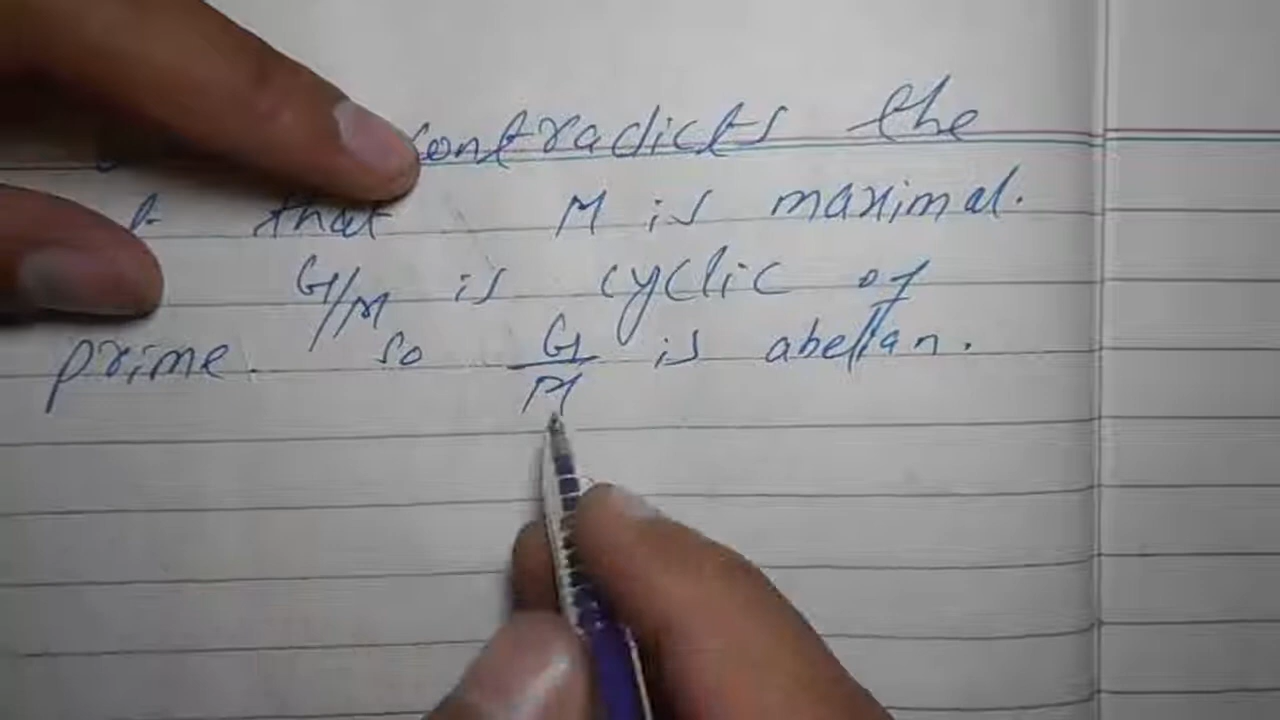 contradicts the
that M is maximal.
G/M is cyclic of
prime. so G/M is abelian.